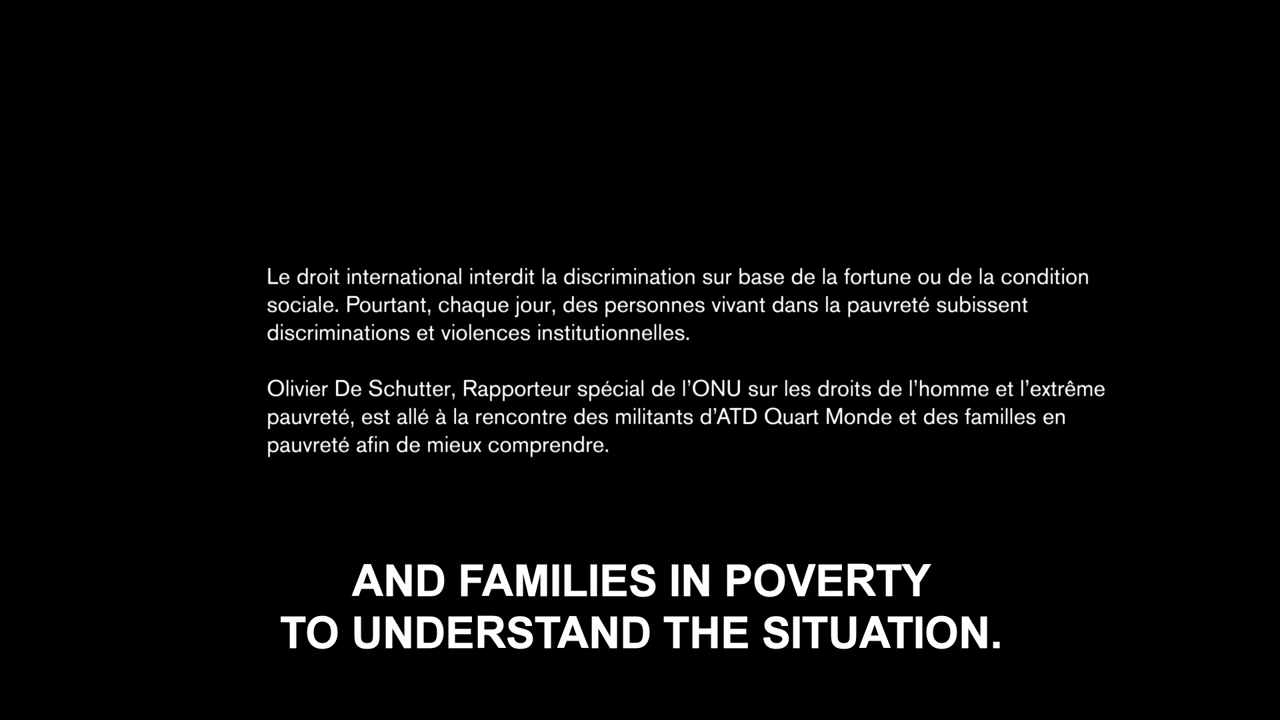 Le droit international interdit la discrimination sur base de la fortune ou de la condition
sociale. Pourtant, chaque jour, des personnes vivant dans la pauvreté subissent
discriminations et violences institutionnelles.
Olivier De Schutter, Rapporteur spécial de l'ONU sur les droits de l'homme et l'extrême
pauvreté, est allé à la rencontre des militants d'ATD Quart Monde et des familles en
pauvreté afin de mieux comprendre.
AND FAMILIES IN POVERTY
TO UNDERSTAND THE SITUATION.